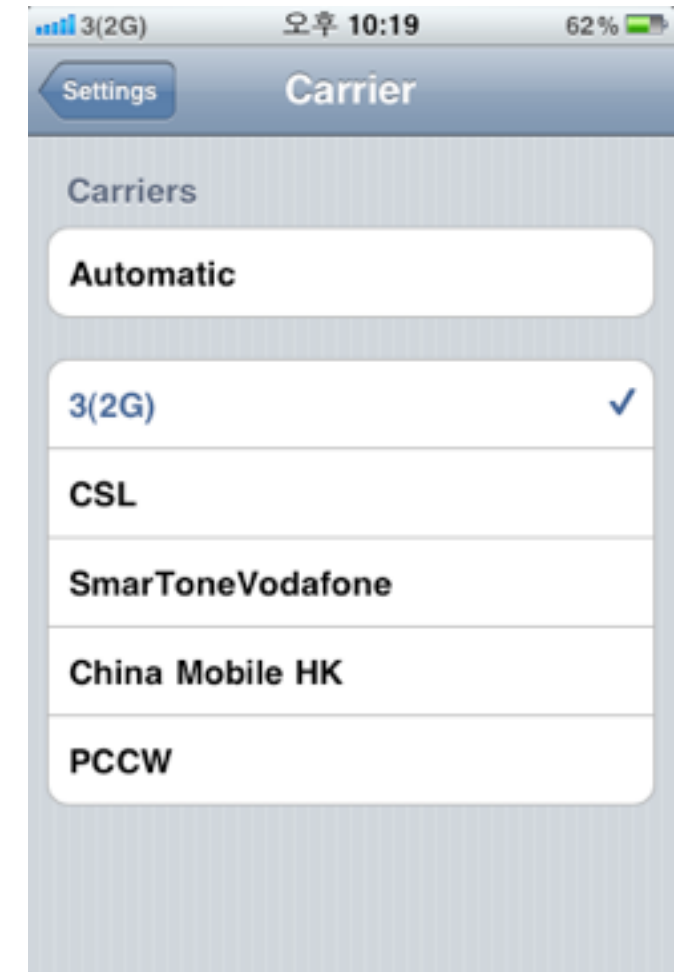 3(2G) 오후 10:19 62%
Settings Carrier
Carriers
Automatic
3(2G)
CSL
SmarToneVodafone
China Mobile HK
PCCW